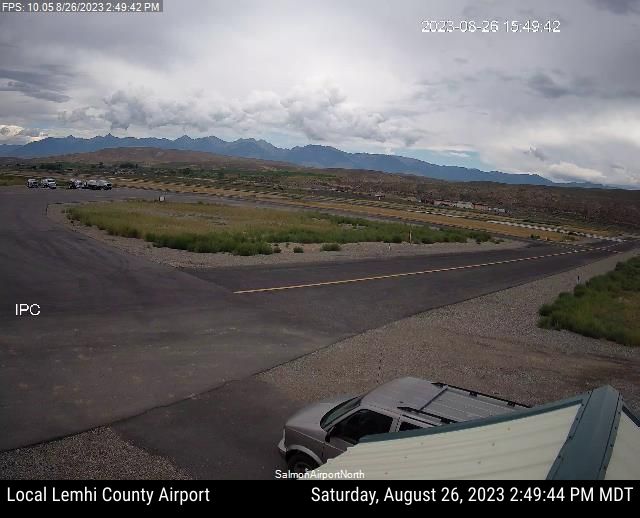 FPS: 10.05 8/26/2023 2:49:42 PM
2023-08-26 15:49:42
IPC
SalmonAirportNorth
Local Lemhi County Airport Saturday, August 26, 2023 2:49:44 PM MDT